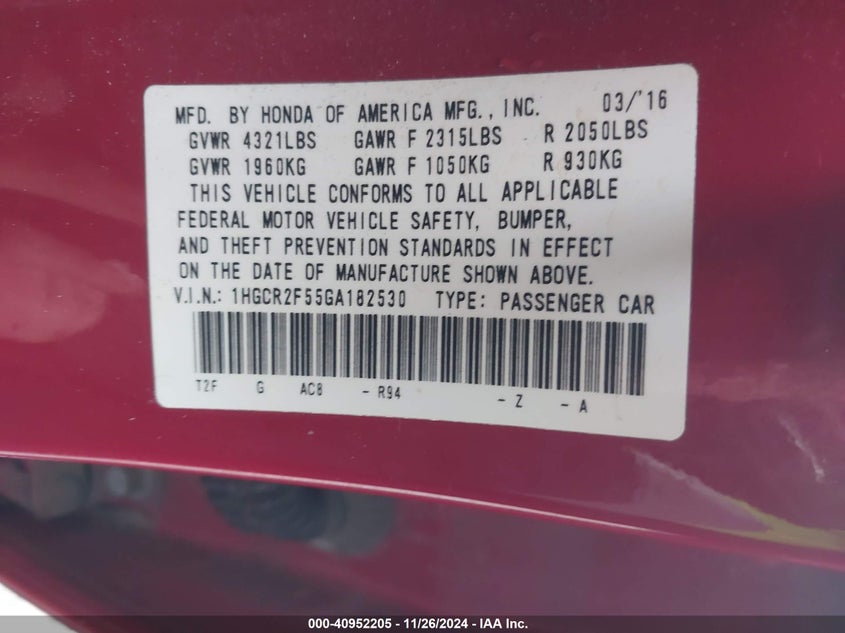 MFD. BY HONDA OF AMERICA MFG., INC. 03/'16
GVWR 4321LBS GAWR F 2315LBS R 2050LBS
GVWR 1960KG GAWR F 1050KG R 930KG
THIS VEHICLE CONFORMS TO ALL APPLICABLE
FEDERAL MOTOR VEHICLE SAFETY, BUMPER,
AND THEFT PREVENTION STANDARDS IN EFFECT
ON THE DATE OF MANUFACTURE SHOWN ABOVE.
V.I.N.: 1HGCR2F55GA182530 TYPE: PASSENGER CAR
T2F G AC8 - R94 - Z - A
000-40952205 - 11/26/2024 - IAA Inc.